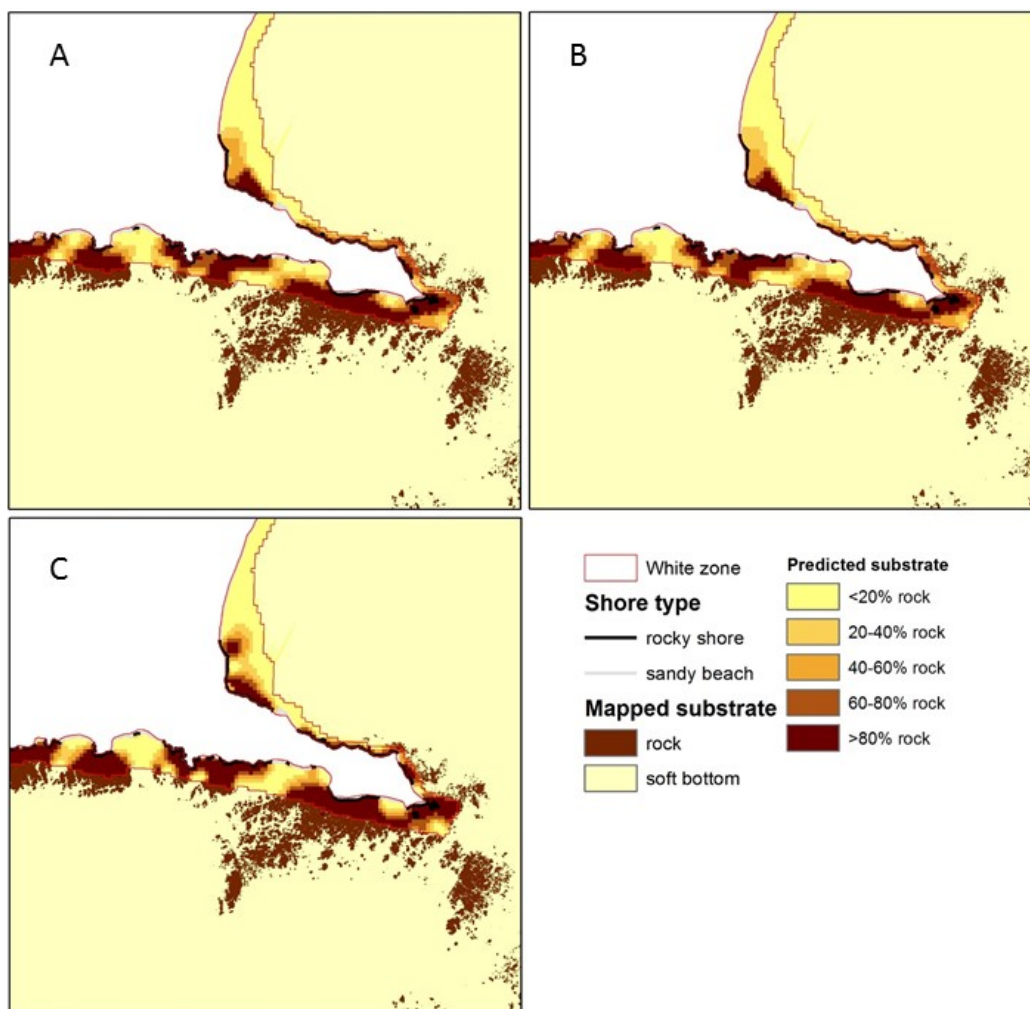 A
B
C
White zone
Shore type
rocky shore
sandy beach
Mapped substrate
rock
soft bottom
Predicted substrate
<20% rock
20-40% rock
40-60% rock
60-80% rock
>80% rock